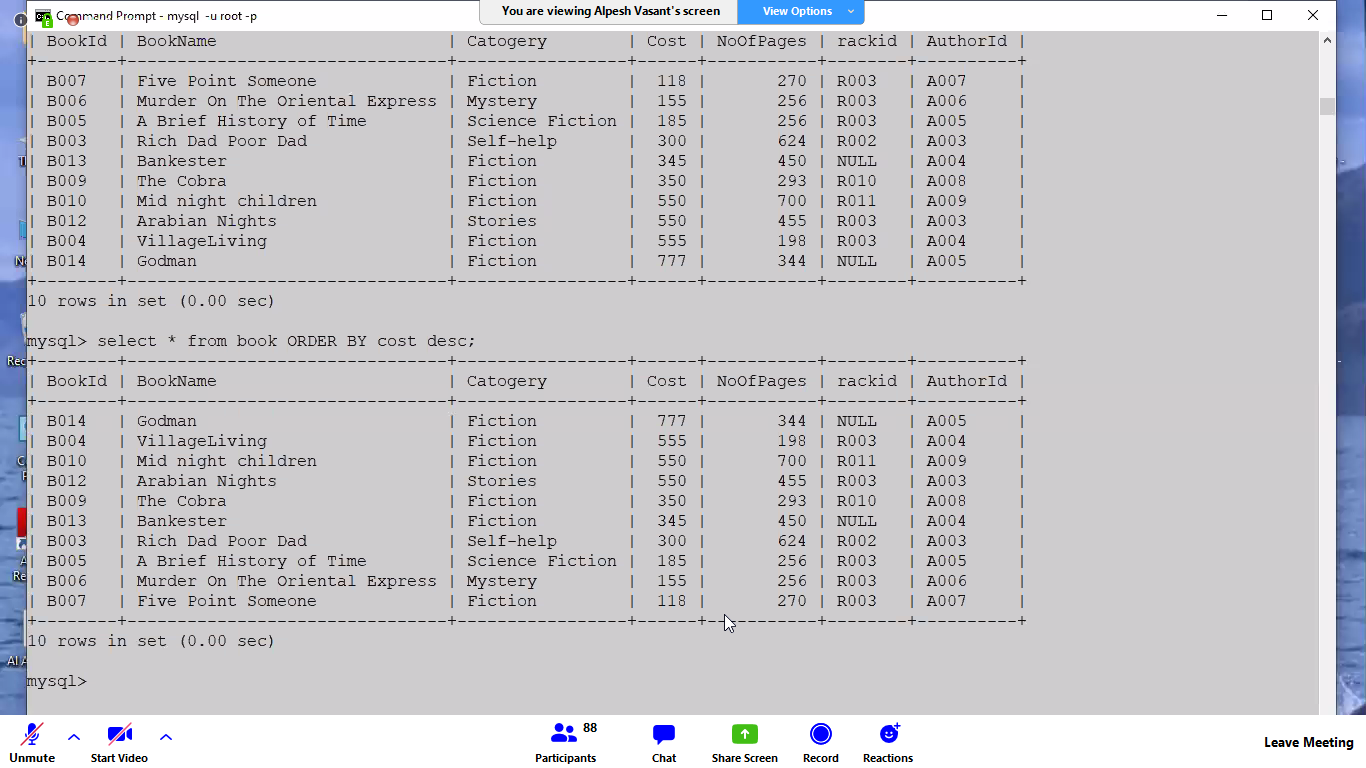 Command Prompt - mysql -u root -p
You are viewing Alpesh Vasant's screen View Options
| BookId | BookName | Catogery | Cost | NoOfPages | rackid | AuthorId |
+--------+--------------------------------+-----------------+------+-----------+--------+----------+
| B007 | Five Point Someone | Fiction | 118 | 270 | R003 | A007 |
| B006 | Murder On The Oriental Express | Mystery | 155 | 256 | R003 | A006 |
| B005 | A Brief History of Time | Science Fiction | 185 | 256 | R003 | A005 |
| B003 | Rich Dad Poor Dad | Self-help | 300 | 624 | R002 | A003 |
| B013 | Bankester | Fiction | 345 | 450 | NULL | A004 |
| B009 | The Cobra | Fiction | 350 | 293 | R010 | A008 |
| B010 | Mid night children | Fiction | 550 | 700 | R011 | A009 |
| B012 | Arabian Nights | Stories | 550 | 455 | R003 | A003 |
| B004 | VillageLiving | Fiction | 555 | 198 | R003 | A004 |
| B014 | Godman | Fiction | 777 | 344 | NULL | A005 |
+--------+--------------------------------+-----------------+------+-----------+--------+----------+
10 rows in set (0.00 sec)
mysql> select * from book ORDER BY cost desc;
+--------+--------------------------------+-----------------+------+-----------+--------+----------+
| BookId | BookName | Catogery | Cost | NoOfPages | rackid | AuthorId |
+--------+--------------------------------+-----------------+------+-----------+--------+----------+
| B014 | Godman | Fiction | 777 | 344 | NULL | A005 |
| B004 | VillageLiving | Fiction | 555 | 198 | R003 | A004 |
| B010 | Mid night children | Fiction | 550 | 700 | R011 | A009 |
| B012 | Arabian Nights | Stories | 550 | 455 | R003 | A003 |
| B009 | The Cobra | Fiction | 350 | 293 | R010 | A008 |
| B013 | Bankester | Fiction | 345 | 450 | NULL | A004 |
| B003 | Rich Dad Poor Dad | Self-help | 300 | 624 | R002 | A003 |
| B005 | A Brief History of Time | Science Fiction | 185 | 256 | R003 | A005 |
| B006 | Murder On The Oriental Express | Mystery | 155 | 256 | R003 | A006 |
| B007 | Five Point Someone | Fiction | 118 | 270 | R003 | A007 |
+--------+--------------------------------+-----------------+------+-----------+--------+----------+
10 rows in set (0.00 sec)
mysql>
88
Unmute Start Video Participants Chat Share Screen Record Reactions Leave Meeting